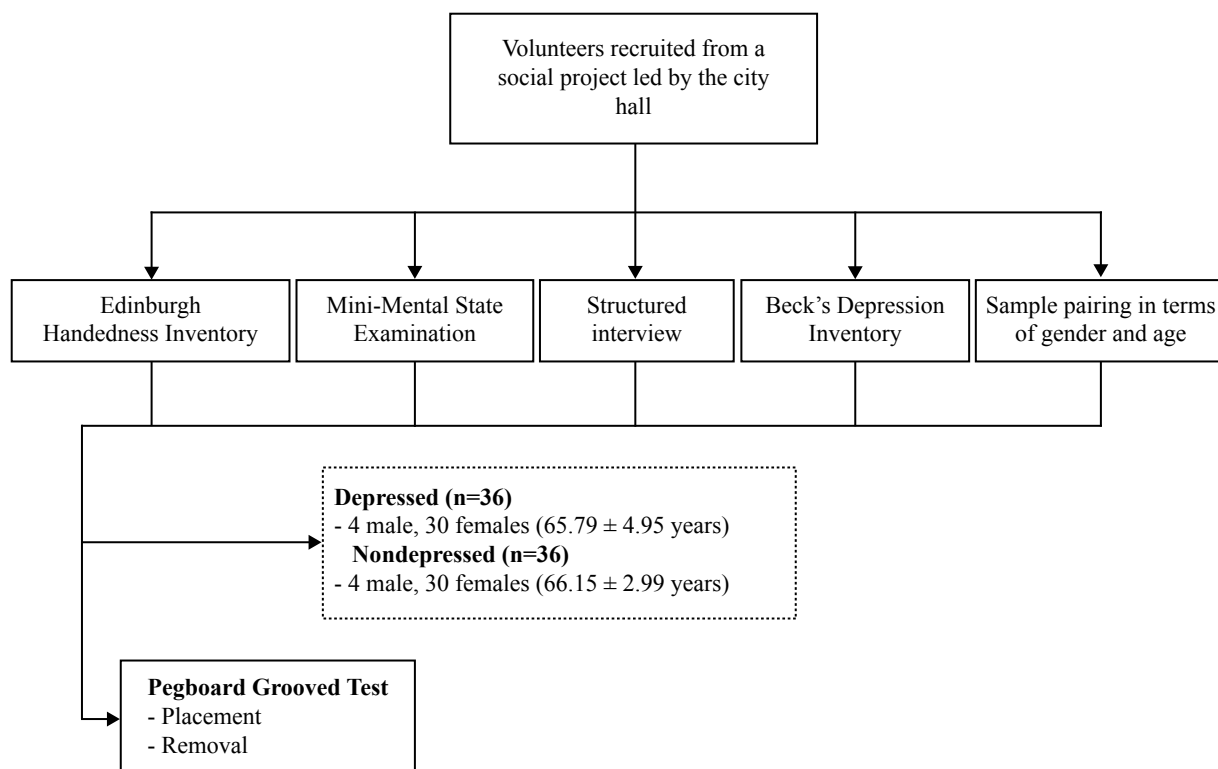 Volunteers recruited from a
social project led by the city
hall
Edinburgh
Handedness Inventory
Mini-Mental State
Examination
Structured
interview
Beck’s Depression
Inventory
Sample pairing in terms
of gender and age
Depressed (n=36)
- 4 male, 30 females (65.79 ± 4.95 years)
Nondepressed (n=36)
- 4 male, 30 females (66.15 ± 2.99 years)
Pegboard Grooved Test
- Placement
- Removal